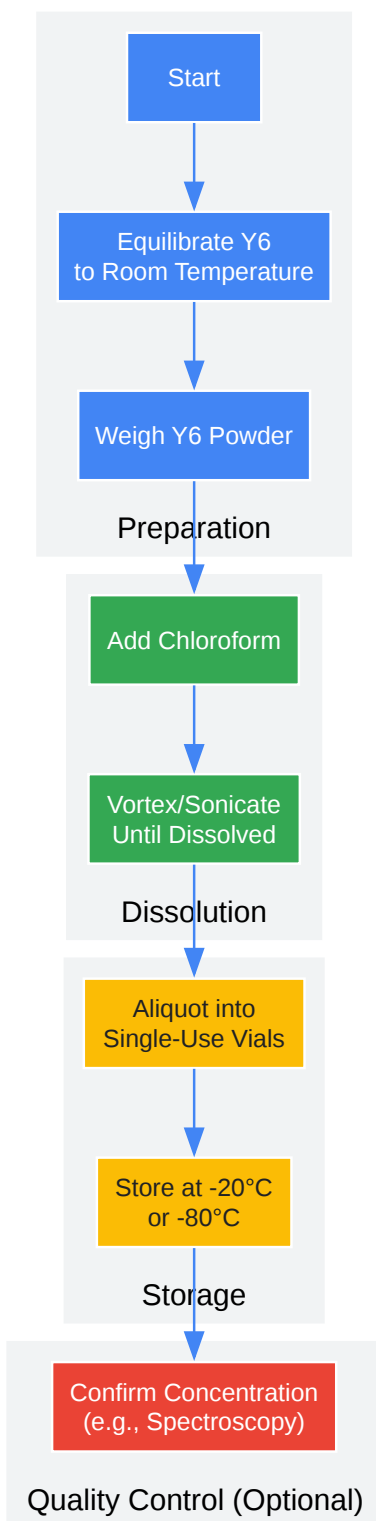 Start
Equilibrate Y6
to Room Temperature
Weigh Y6 Powder
Preparation
Add Chloroform
Vortex/Sonicate
Until Dissolved
Dissolution
Aliquot into
Single-Use Vials
Store at -20°C
or -80°C
Storage
Confirm Concentration
(e.g., Spectroscopy)
Quality Control (Optional)